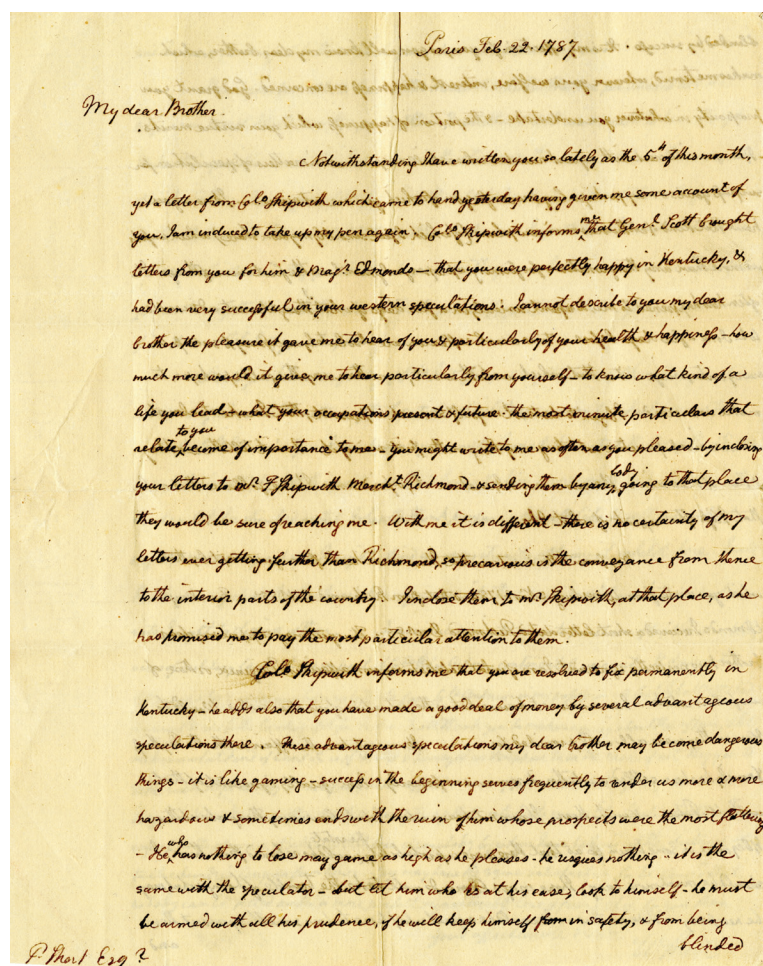 Paris Feb. 22. 1787
My dear Brother
Notwithstanding I have written you so lately as the 5th of this month,
yet a letter from Colo Skipwith which came to hand yesterday having given me some account of
you, I am induced to take up my pen again. Colo Skipwith informs me that Genl Scott brought
letters from you for him & Edmonds — that you were perfectly happy in Kentucky, &
had been very successful in your western speculations. I cannot describe to you my dear
brother the pleasure it gave me to hear of you & particularly of your health & happiness — how
much more would it give me to hear particularly from yourself — to know what kind of a
life you lead — what your occupations present & future. the most minute particulars that
relate to you become of importance to me — you might write to me as often as you pleased — by inclosing
your letters to Mr. F Skipwith Mercht. Richmond — & sending them by any body going to that place
they would be sure of reaching me. With me it is different — there is no certainty of my
letters ever getting further than Richmond, so precarious is the conveyance from thence
to the interior parts of the country. I inclose them to Mr Skipwith, at that place, as he
has promised me to pay the most particular attention to them.
Colo Skipwith informs me that you are resolved to fix permanently in
Kentucky — he adds also that you have made a good deal of money by several advantageous
speculations there. These advantageous speculations my dear brother may become dangerous
things — it is like gaming — success in the beginning serves frequently to render us more & more
hazardous & sometimes ends with the ruin of him whose prospects were the most flattering
— He who has nothing to lose may game as high as he pleases — he risques nothing — it is the
same with the speculator — but let him who is at his ease, look to himself — he must
be armed with all his prudence, if he will keep himself from in safety, & from being
blinded
P. Short Esqr